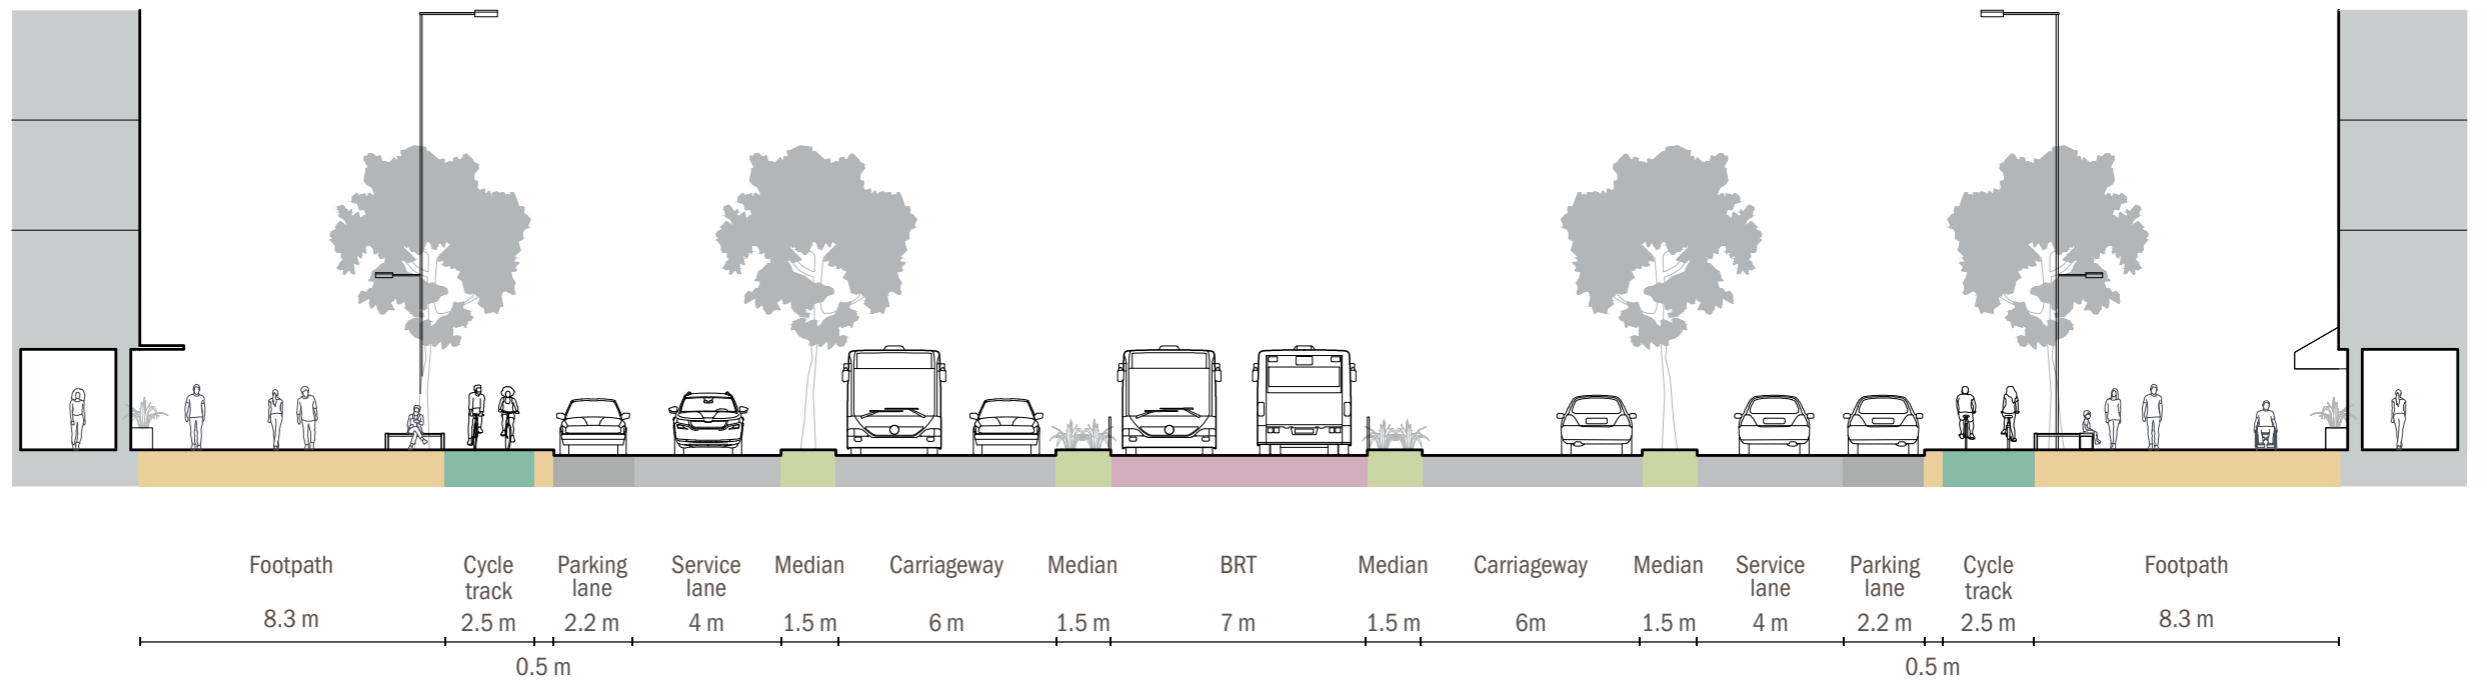 Footpath
Cycle
track
Parking
lane
Service
lane
Median
Carriageway
Median
BRT
Median
Carriageway
Median
Service
lane
Parking
lane
Cycle
track
Footpath
8.3 m
2.5 m
2.2 m
4 m
1.5 m
6 m
1.5 m
7 m
1.5 m
6m
1.5 m
4 m
2.2 m
2.5 m
8.3 m
0.5 m
0.5 m